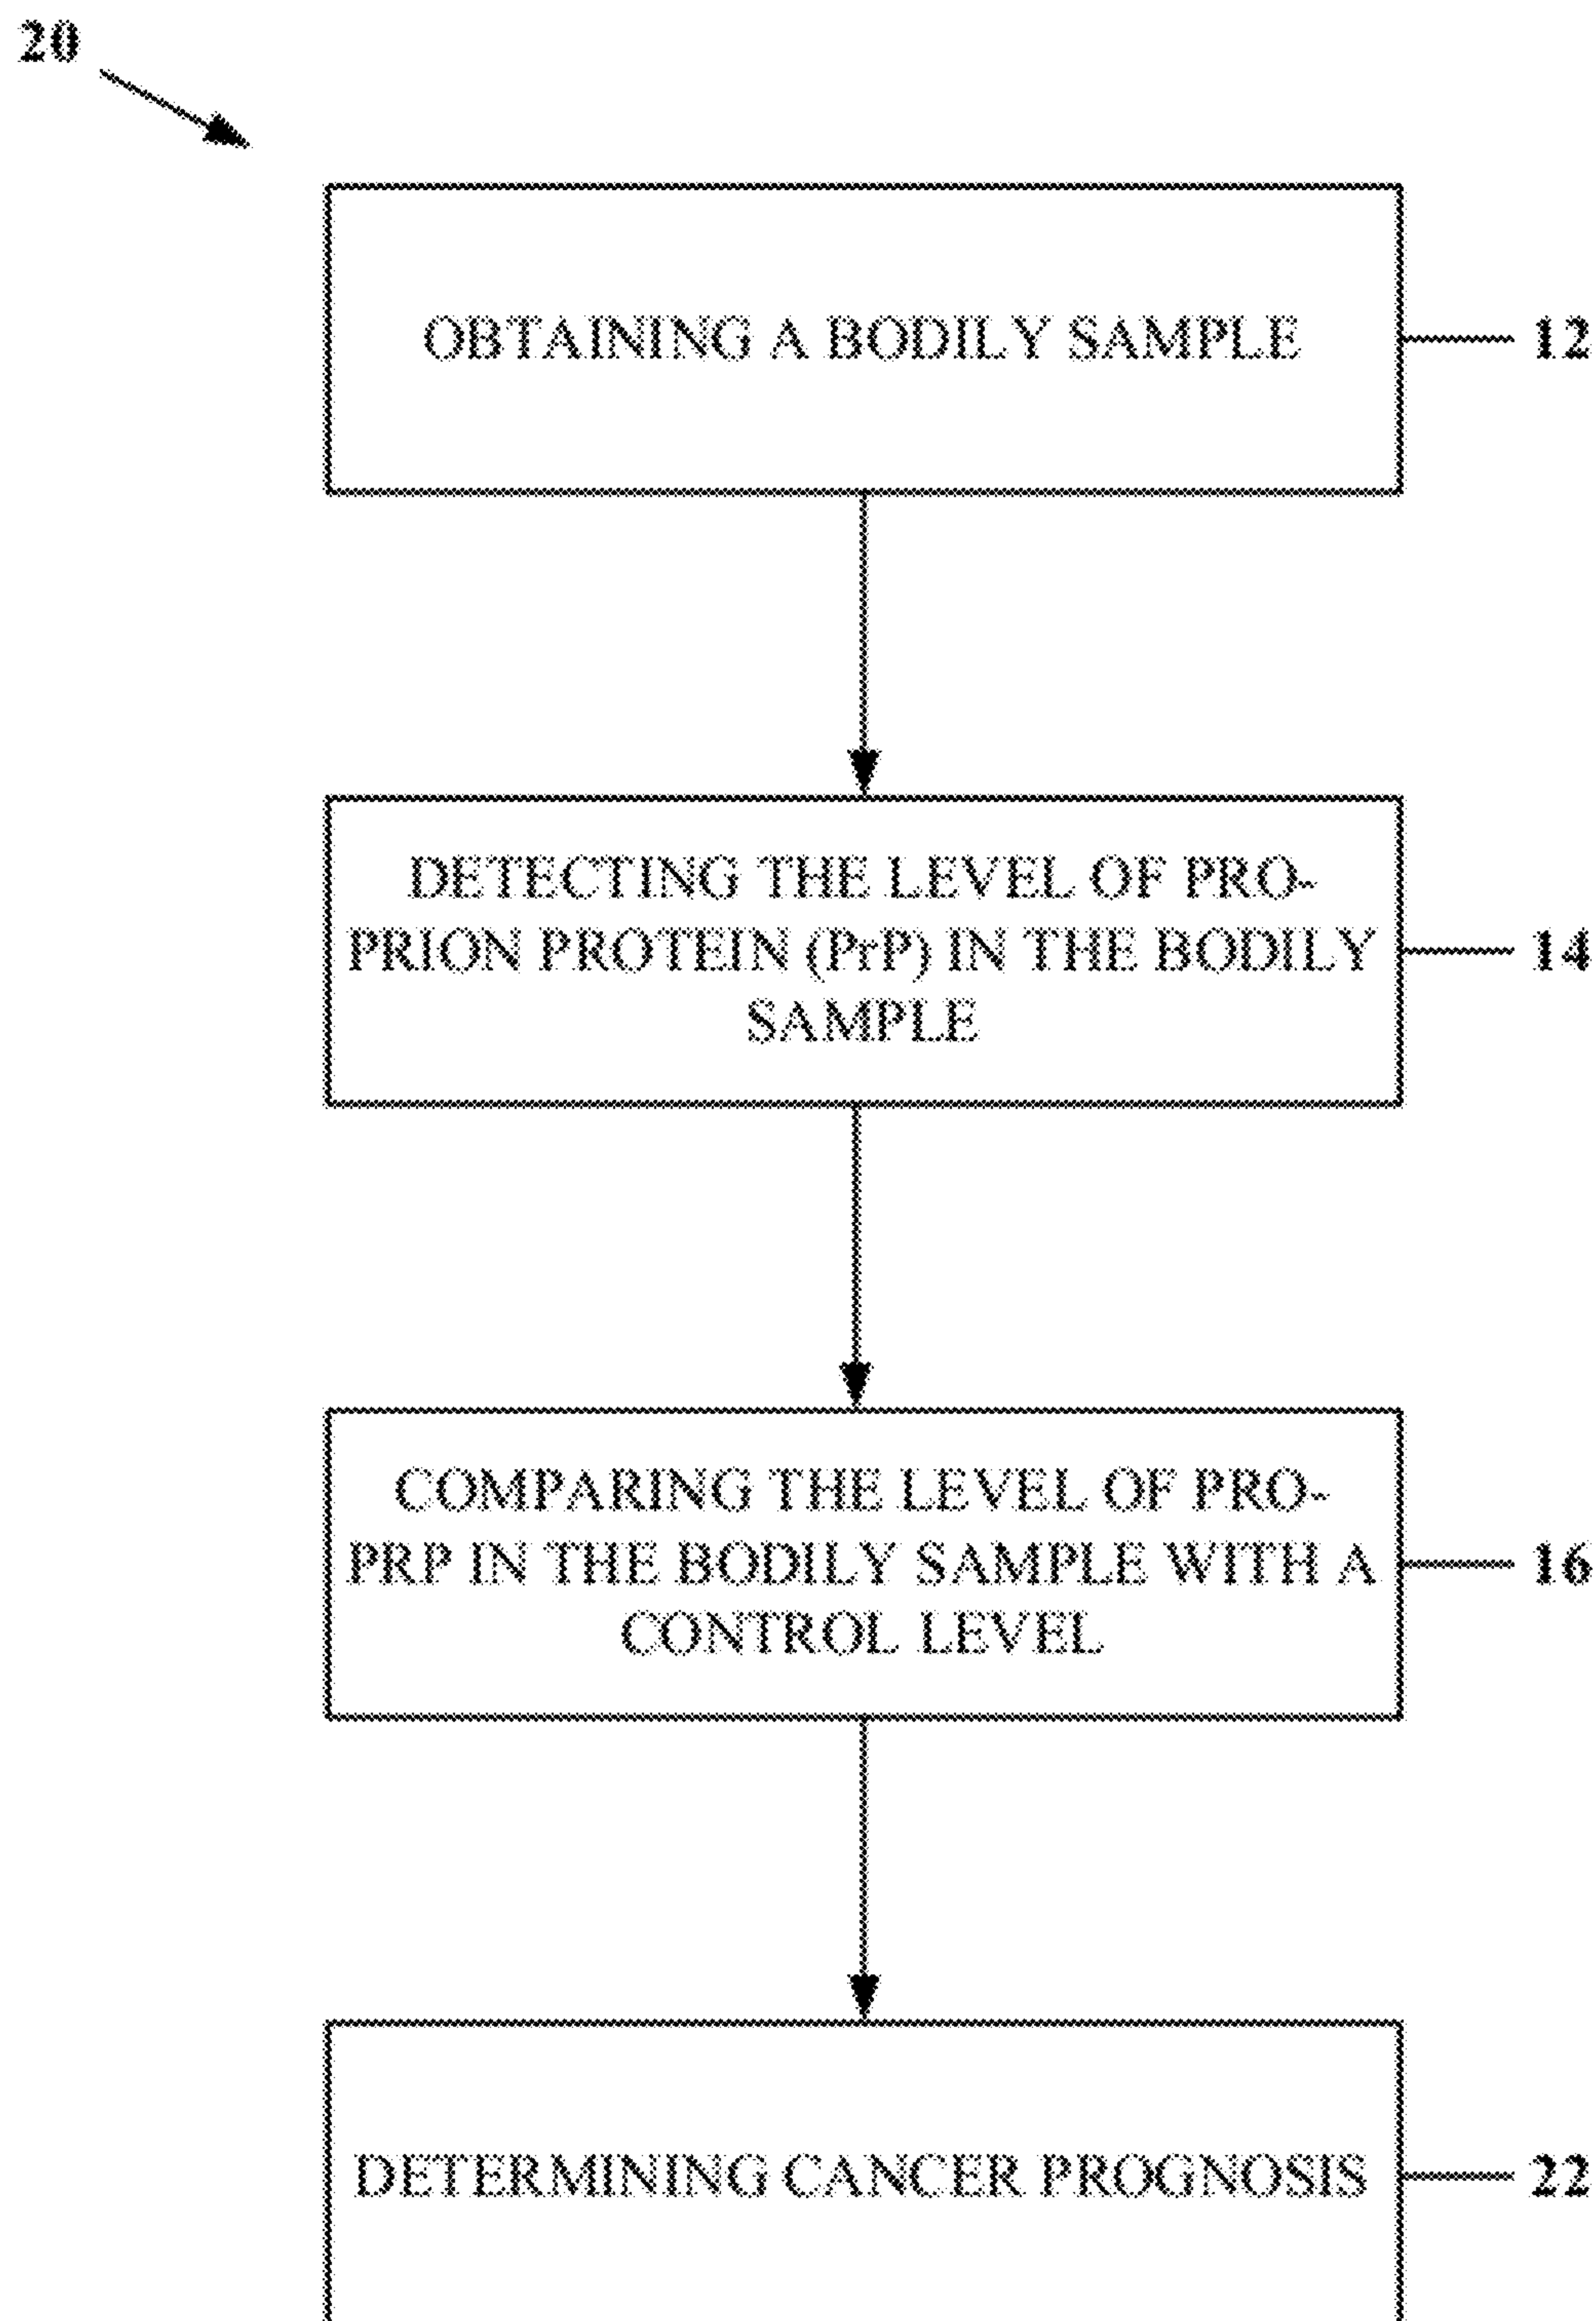 20
OBTAINING A BODILY SAMPLE
12
DETECTING THE LEVEL OF PRO-
PRION PROTEIN (PrP) IN THE BODILY
SAMPLE
14
COMPARING THE LEVEL OF PRO-
PRP IN THE BODILY SAMPLE WITH A
CONTROL LEVEL
16
DETERMINING CANCER PROGNOSIS
22